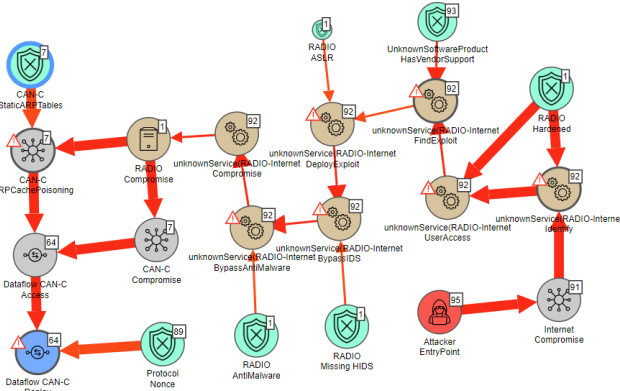 7
CAN-C
StaticARPTables
7
CAN-C
RPCachePoisoning
1
RADIO
Compromise
92
unknownService(RADIO-Internet
Compromise
1
RADIO
ASLR
93
UnknownSoftwareProduct
HasVendorSupport
92
unknownService(RADIO-Internet
DeployExploit
92
unknownService(RADIO-Internet
FindExploit
1
RADIO
Hardened
64
Dataflow CAN-C
Access
7
CAN-C
Compromise
92
unknownService(RADIO-Internet
BypassAntiMalware
92
unknownService(RADIO-Internet
BypassIDS
92
unknownService(RADIO-Internet
UserAccess
92
unknownService(RADIO-Interne
Identify
64
Dataflow CAN-C
89
Protocol
Nonce
1
RADIO
AntiMalware
1
RADIO
Missing HIDS
95
Attacker
EntryPoint
91
Internet
Compromise